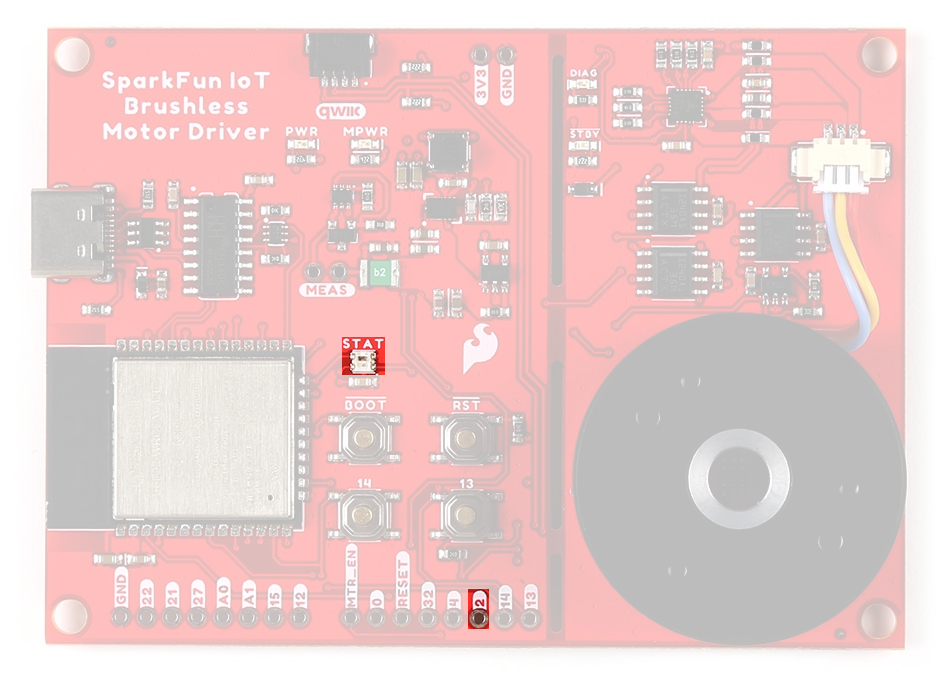 SparkFun IoT
Brushless
Motor Driver
qwiic
3V3
GND
PWR
MPWR
DIAG
STBY
MEAS
b2
STAT
BOOT
RST
14
13
GND
22
21
27
A0
A1
15
12
MTR_EN
0
RESET
32
4
2
14
13